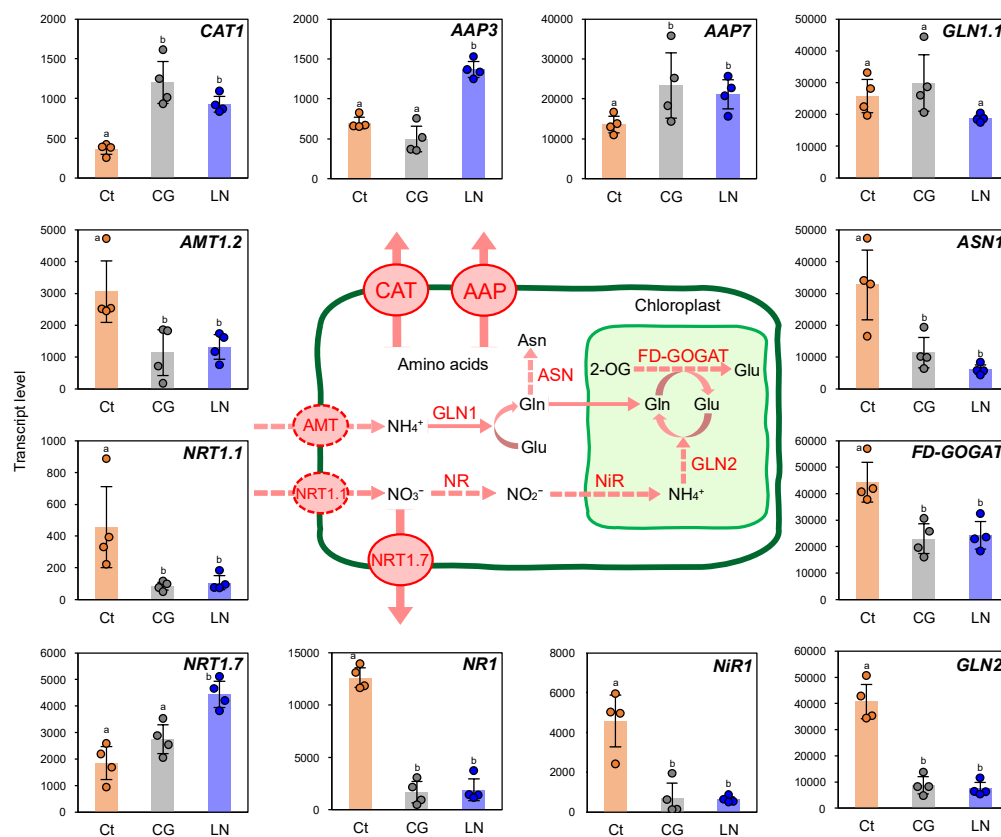 CAT1
2000
1500
1000
500
0
a
b
b
Ct
CG
LN
AAP3
2000
1500
1000
500
0
a
a
b
Ct
CG
LN
AAP7
40000
30000
20000
10000
0
a
b
b
Ct
CG
LN
GLN1.1
50000
40000
30000
20000
10000
0
a
a
a
Ct
CG
LN
Transcript level
AMT1.2
5000
4000
3000
2000
1000
0
a
b
b
Ct
CG
LN
CAT
AAP
Chloroplast
Amino acids
Asn
ASN
2-OG
FD-GOGAT
Glu
Gln
Gln
Glu
AMT
NH₄⁺
GLN1
Glu
GLN2
NRT1.1
NO₃⁻
NR
NO₂⁻
NiR
NH₄⁺
NRT1.7
ASN1
50000
40000
30000
20000
10000
0
a
b
b
Ct
CG
LN
NRT1.1
1000
800
600
400
200
0
a
b
b
Ct
CG
LN
FD-GOGAT
60000
50000
40000
30000
20000
10000
0
a
b
b
Ct
CG
LN
NRT1.7
6000
5000
4000
3000
2000
1000
0
a
a
b
Ct
CG
LN
NR1
15000
10000
5000
0
a
b
b
Ct
CG
LN
NiR1
8000
6000
4000
2000
0
a
b
b
Ct
CG
LN
GLN2
60000
50000
40000
30000
20000
10000
0
a
b
b
Ct
CG
LN